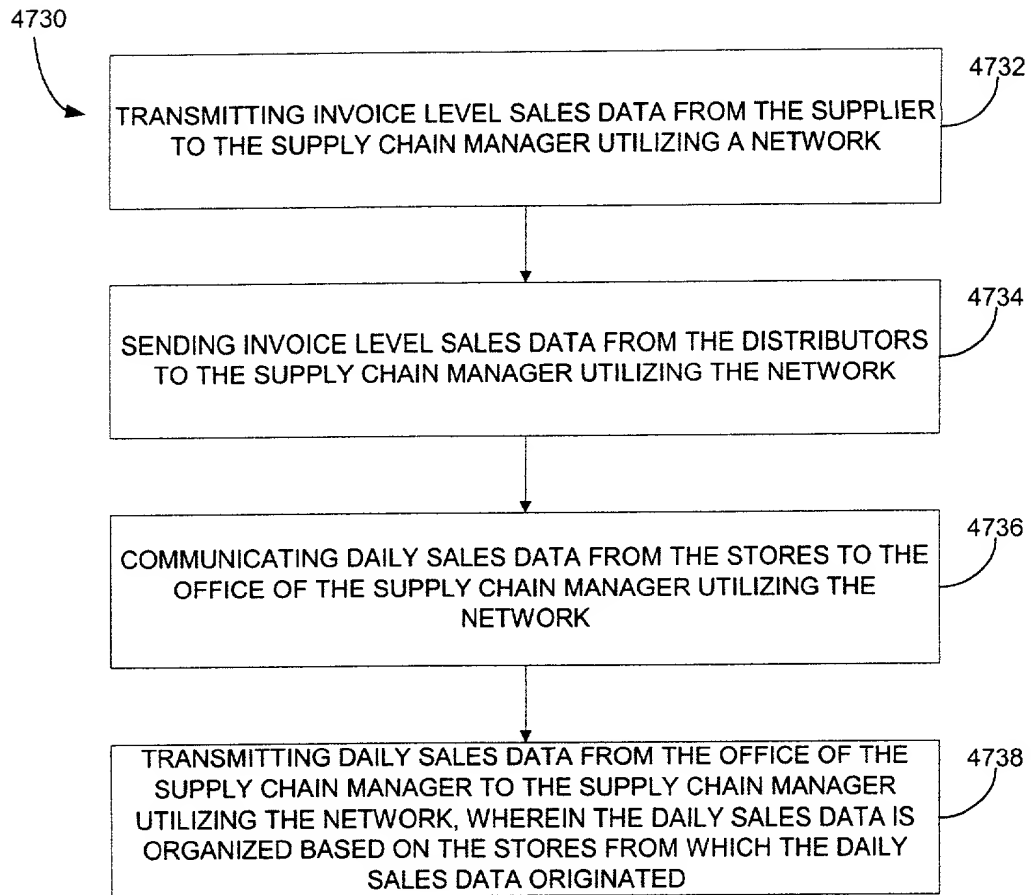 4730
4732
TRANSMITTING INVOICE LEVEL SALES DATA FROM THE SUPPLIER
TO THE SUPPLY CHAIN MANAGER UTILIZING A NETWORK
4734
SENDING INVOICE LEVEL SALES DATA FROM THE DISTRIBUTORS
TO THE SUPPLY CHAIN MANAGER UTILIZING THE NETWORK
4736
COMMUNICATING DAILY SALES DATA FROM THE STORES TO THE
OFFICE OF THE SUPPLY CHAIN MANAGER UTILIZING THE
NETWORK
4738
TRANSMITTING DAILY SALES DATA FROM THE OFFICE OF THE
SUPPLY CHAIN MANAGER TO THE SUPPLY CHAIN MANAGER
UTILIZING THE NETWORK, WHEREIN THE DAILY SALES DATA IS
ORGANIZED BASED ON THE STORES FROM WHICH THE DAILY
SALES DATA ORIGINATED